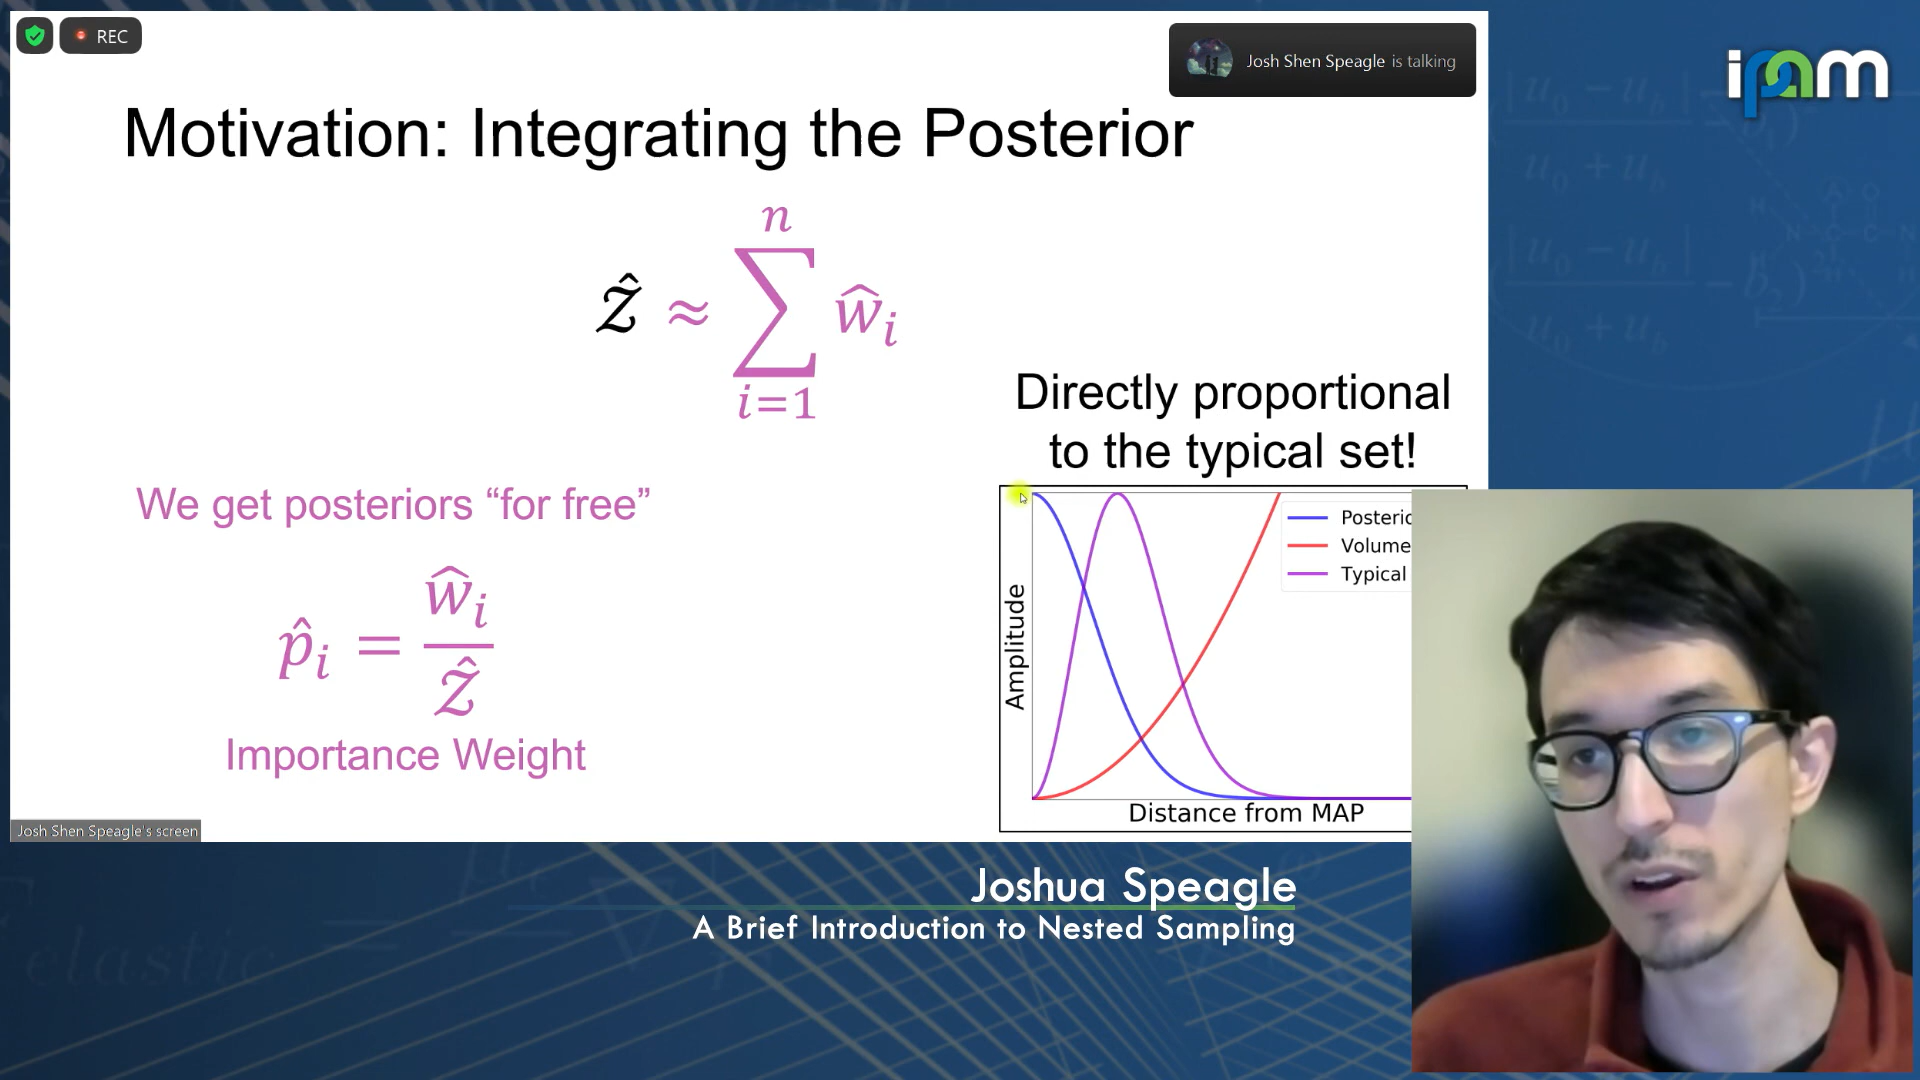 REC
Josh Shen Speagle is talking
ipam
Motivation: Integrating the Posterior
𝒵̂ ≈ ∑ᵢ₌₁ⁿ ŵᵢ
Directly proportional
to the typical set!
We get posteriors “for free”
p̂ᵢ = ŵᵢ / 𝒵̂
Importance Weight
Amplitude
Volume
Typical
Distance from MAP
Josh Shen Speagle's screen
Joshua Speagle
A Brief Introduction to Nested Sampling